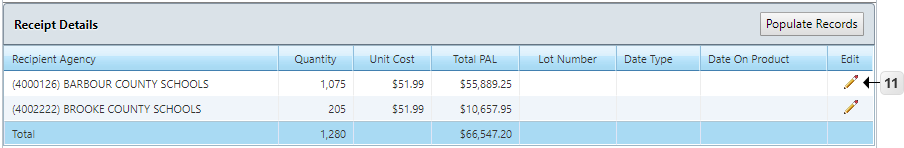 Receipt Details Populate Records
Recipient Agency Quantity Unit Cost Total PAL Lot Number Date Type Date On Product Edit
(4000126) BARBOUR COUNTY SCHOOLS 1,075 $51.99 $55,889.25 11
(4002222) BROOKE COUNTY SCHOOLS 205 $51.99 $10,657.95
Total 1,280 $66,547.20